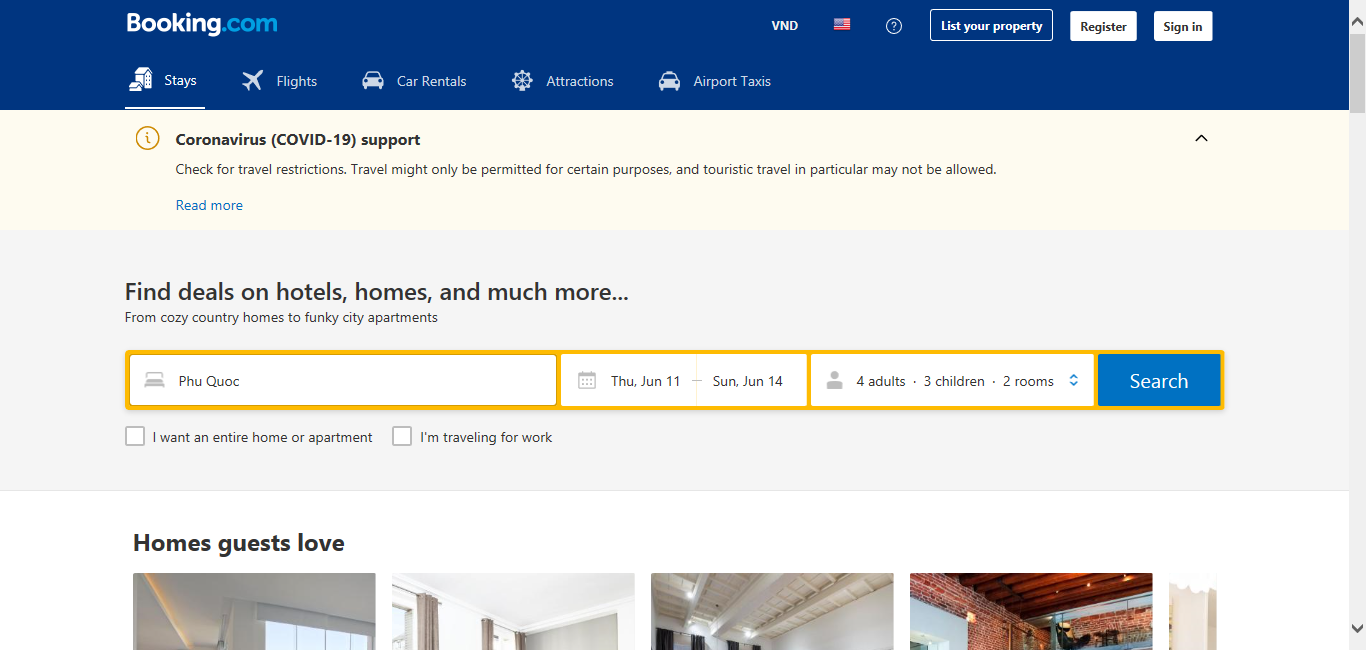 Booking.com
VND
List your property
Register
Sign in
Stays
Flights
Car Rentals
Attractions
Airport Taxis
Coronavirus (COVID-19) support
Check for travel restrictions. Travel might only be permitted for certain purposes, and touristic travel in particular may not be allowed.
Read more
Find deals on hotels, homes, and much more...
From cozy country homes to funky city apartments
Phu Quoc
Thu, Jun 11 — Sun, Jun 14
4 adults · 3 children · 2 rooms
Search
I want an entire home or apartment
I'm traveling for work
Homes guests love